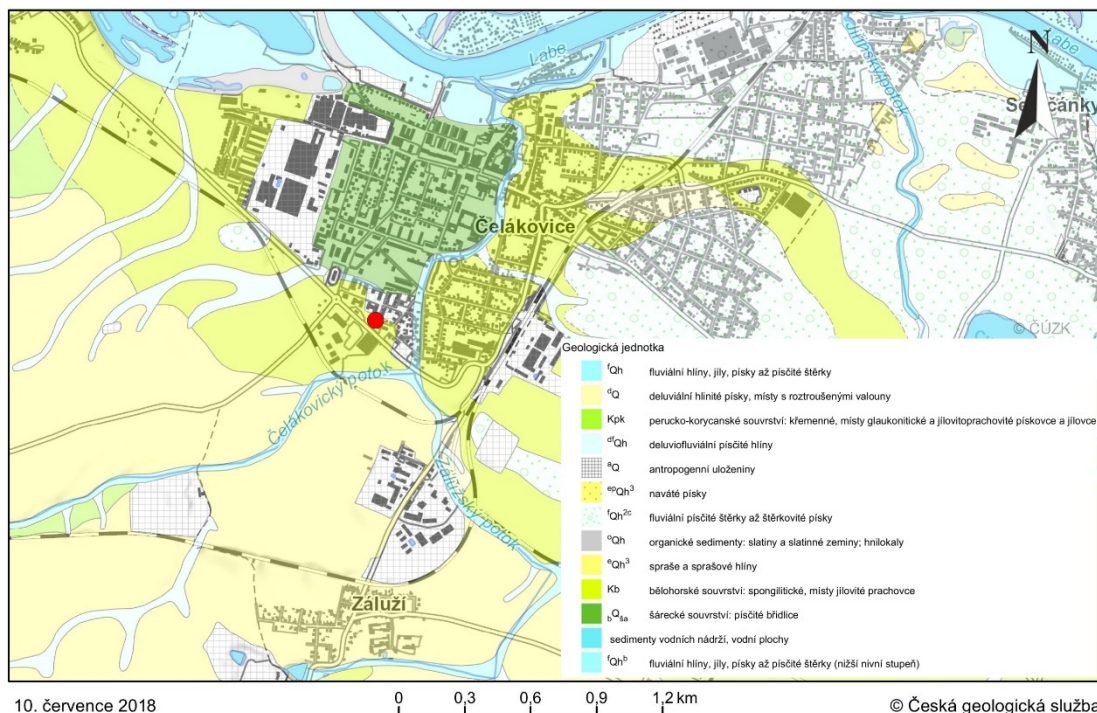 Labe
Jiřinský potok
Labe
N
Čelákovice
© ČÚZK
Čelákovický potok
Zálužský potok
Záluží
Geologická jednotka
fQh fluviální hlíny, jíly, písky až písčité štěrky
dQ deluviální hlinité písky, místy s roztroušenými valouny
Kpk perucko-korycanské souvrství: křemenné, místy glaukonitické a jílovitoprachovité pískovce a jílovce
dfQh deluviofluviální písčité hlíny
aQ antropogenní uloženiny
epQh3 naváté písky
fQh2c fluviální písčité štěrky až štěrkovité písky
oQh organické sedimenty: slatiny a slatinné zeminy; hnilokaly
eQh3 spraše a sprašové hlíny
Kb bělohorské souvrství: spongilitické, místy jílovité prachovce
bQša šárecké souvrství: písčité břidlice
sedimenty vodních nádrží, vodní plochy
fQhb fluviální hlíny, jíly, písky až písčité štěrky (nižší nivní stupeň)
10. července 2018
0 0,3 0,6 0,9 1,2 km
© Česká geologická služba